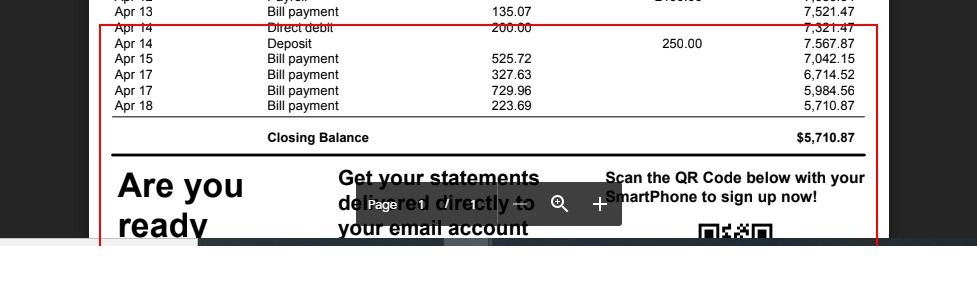 Apr 13 Bill payment 135.07 7,521.47
Apr 14 Direct debit 200.00 7,321.47
Apr 14 Deposit 250.00 7.567.87
Apr 15 Bill payment 525.72 7,042.15
Apr 17 Bill payment 327.63 6,714.52
Apr 17 Bill payment 729.96 5,984.56
Apr 18 Bill payment 223.69 5,710.87
Closing Balance $5,710.87
Are you
ready
Get your statements
delivered directly to
your email account
Scan the QR Code below with your
SmartPhone to sign up now!
Page 1 / 1